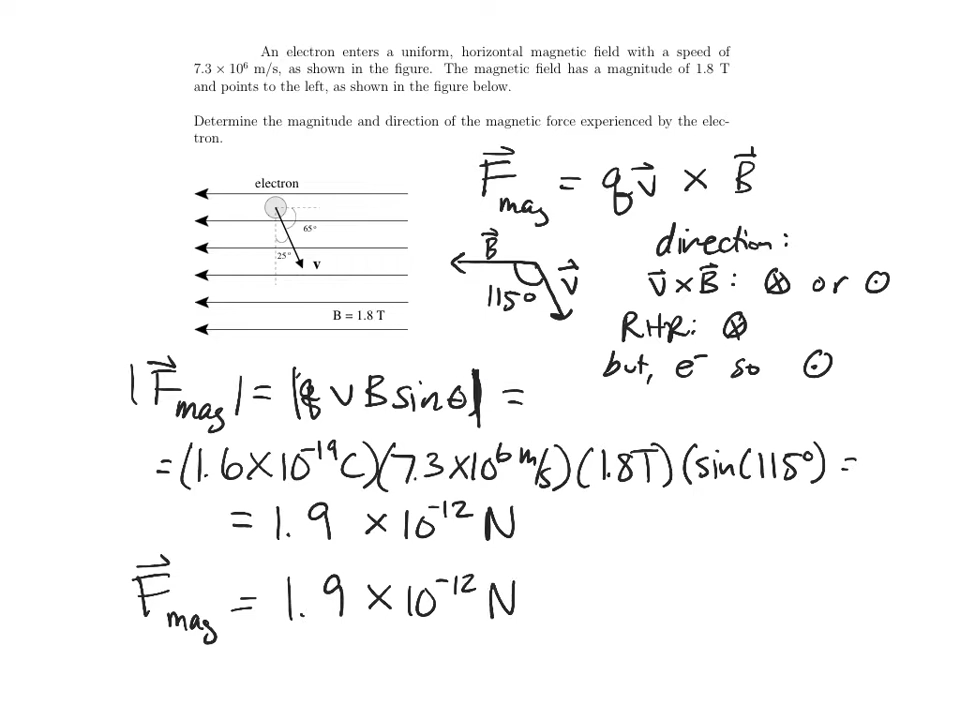 An electron enters a uniform, horizontal magnetic field with a speed of
7.3 × 10⁶ m/s, as shown in the figure. The magnetic field has a magnitude of 1.8 T
and points to the left, as shown in the figure below.
Determine the magnitude and direction of the magnetic force experienced by the elec-
tron.
electron
65°
25°
v
B = 1.8 T
F⃗mag = qv⃗ × B⃗
B⃗
115°
v⃗
direction:
v⃗ × B⃗ : ⊗ or ⊙
RHR: ⊗
but, e⁻ so ⊙
|F⃗mag| = |q v B sinθ| =
= (1.6 × 10⁻¹⁹ C)(7.3 × 10⁶ m/s)(1.8T)(sin(115°) =
= 1.9 × 10⁻¹² N
F⃗mag = 1.9 × 10⁻¹² N